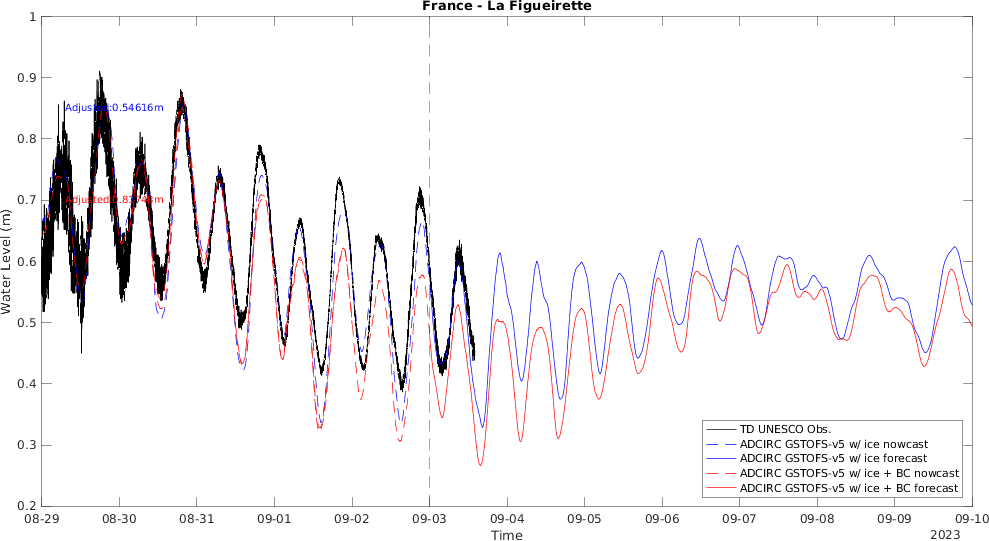 France - La Figueirette
1
0.9
0.8
0.7
0.6
0.5
0.4
0.3
0.2
Water Level (m)
Adjusted:0.54616m
TD UNESCO Obs.
ADCIRC GSTOFS-v5 w/ ice nowcast
ADCIRC GSTOFS-v5 w/ ice forecast
ADCIRC GSTOFS-v5 w/ ice + BC nowcast
ADCIRC GSTOFS-v5 w/ ice + BC forecast
08-29 08-30 08-31 09-01 09-02 09-03 09-04 09-05 09-06 09-07 09-08 09-09 09-10
Time
2023